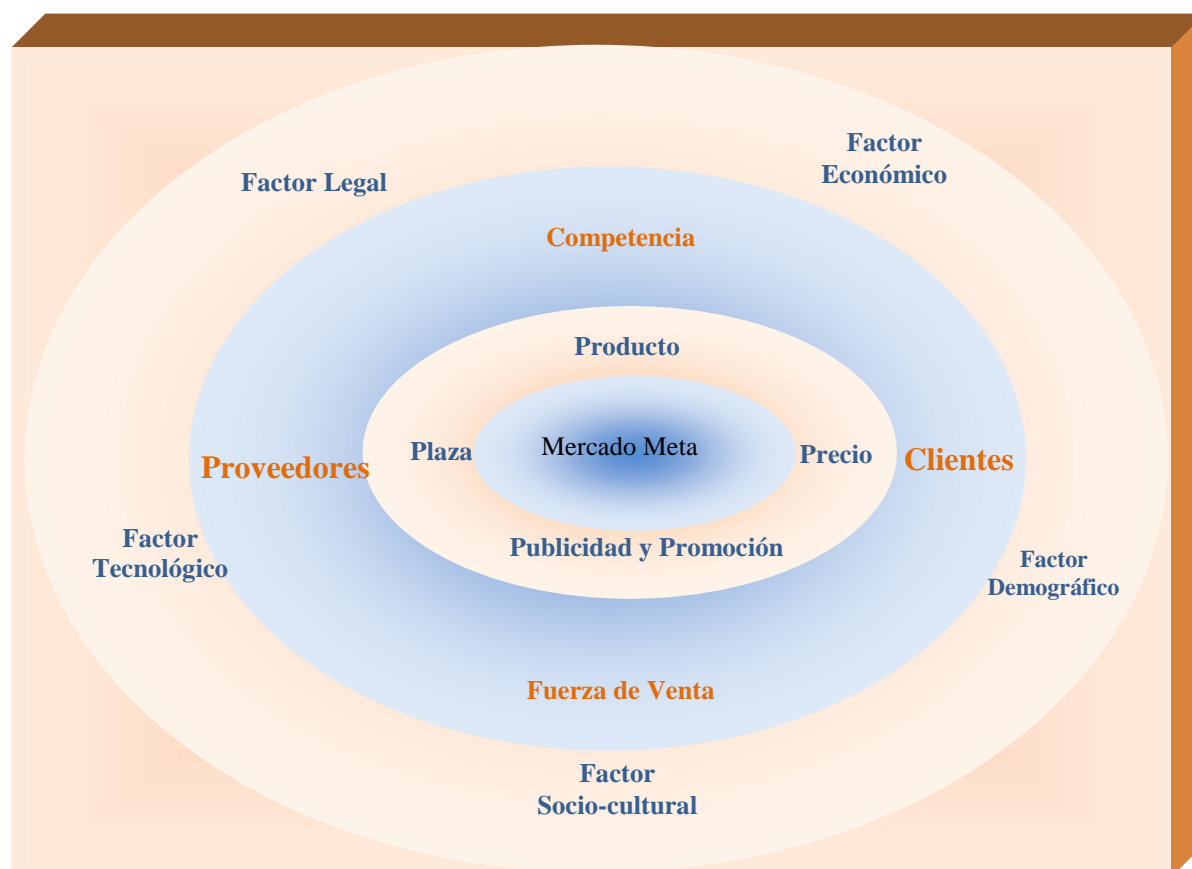 Factor
Económico
Factor Legal
Competencia
Producto
Plaza
Mercado Meta
Precio
Proveedores
Clientes
Publicidad y Promoción
Factor
Tecnológico
Factor
Demográfico
Fuerza de Venta
Factor
Socio-cultural